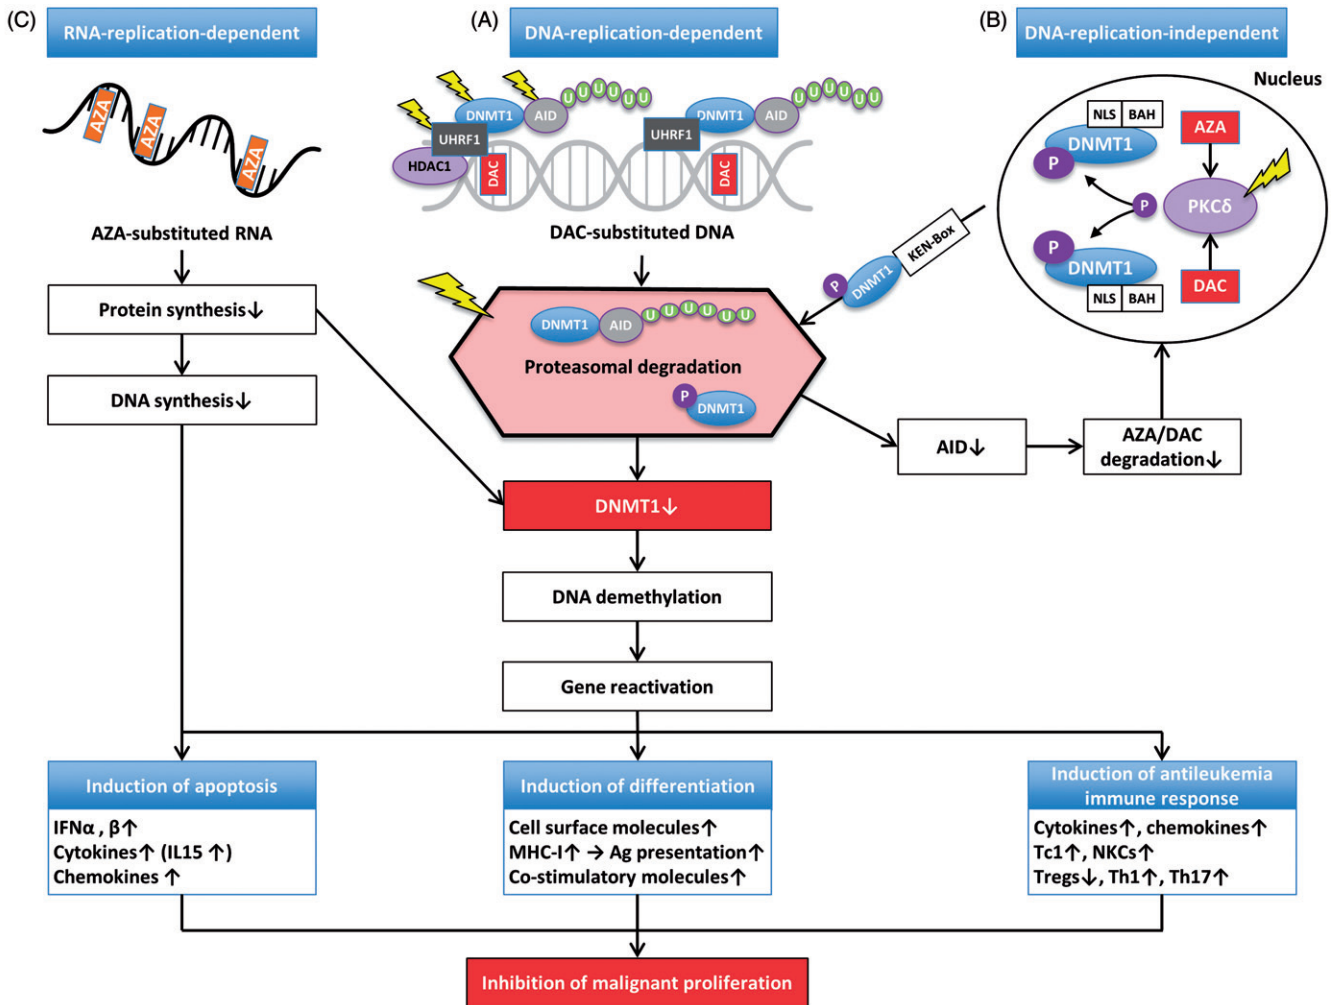 (C)
RNA-replication-dependent
(A)
DNA-replication-dependent
(B)
DNA-replication-independent
AZA
AZA
AZA
AZA-substituted RNA
Protein synthesis↓
DNA synthesis↓
DNMT1
AID
U U U U U U
UHRF1
HDAC1
DAC
UHRF1
DNMT1
AID
U U U U U U
DAC
DAC-substituted DNA
Nucleus
NLS BAH
DNMT1
P
AZA
P
PKCδ
P
DNMT1
NLS BAH
DAC
KEN-Box
DNMT1
P
DNMT1
AID
U U U U U U
Proteasomal degradation
P
DNMT1
AID↓
AZA/DAC
degradation↓
DNMT1↓
DNA demethylation
Gene reactivation
Induction of apoptosis
IFNα , β↑
Cytokines↑ (IL15 ↑)
Chemokines ↑
Induction of differentiation
Cell surface molecules↑
MHC-I↑ → Ag presentation↑
Co-stimulatory molecules↑
Induction of antileukemia
immune response
Cytokines↑, chemokines↑
Tc1↑, NKCs↑
Tregs↓, Th1↑, Th17↑
Inhibition of malignant proliferation